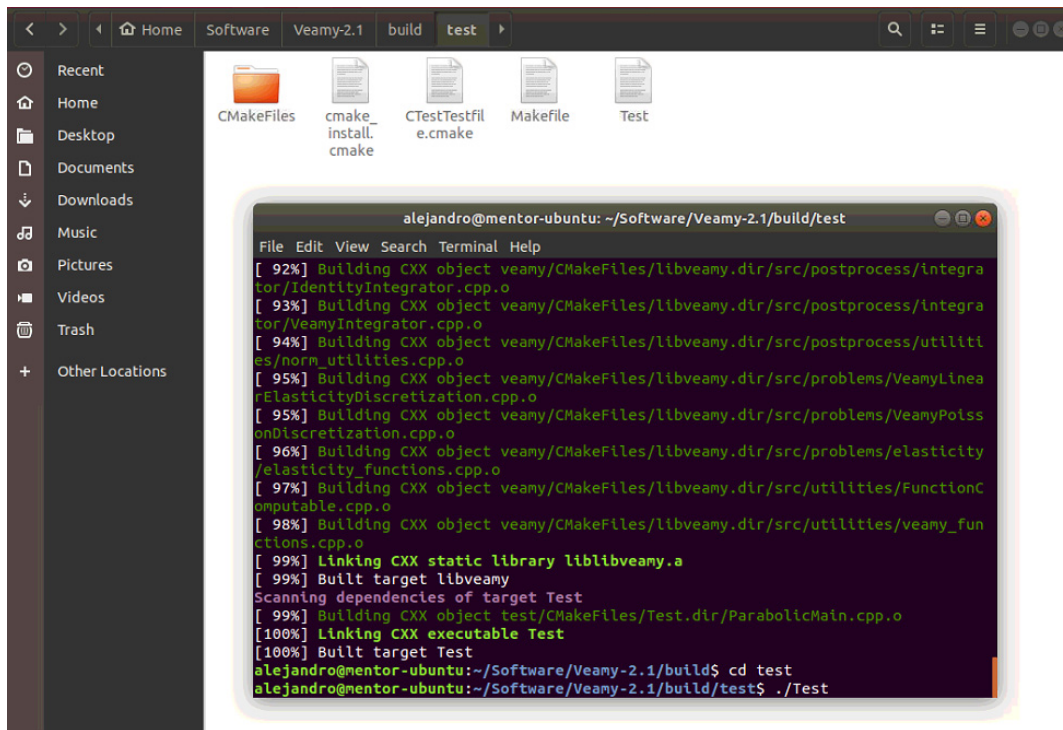 Home Software Veamy-2.1 build test
Recent
Home
Desktop
Documents
Downloads
Music
Pictures
Videos
Trash
Other Locations
CMakeFiles
cmake_
install.
cmake
CTestTestfil
e.cmake
Makefile
Test
alejandro@mentor-ubuntu: ~/Software/Veamy-2.1/build/test
File Edit View Search Terminal Help
[ 92%] Building CXX object veamy/CMakeFiles/libveamy.dir/src/postprocess/integra
tor/IdentityIntegrator.cpp.o
[ 93%] Building CXX object veamy/CMakeFiles/libveamy.dir/src/postprocess/integra
tor/VeamyIntegrator.cpp.o
[ 94%] Building CXX object veamy/CMakeFiles/libveamy.dir/src/postprocess/utiliti
es/norm_utilities.cpp.o
[ 95%] Building CXX object veamy/CMakeFiles/libveamy.dir/src/problems/VeamyLinea
rElasticityDiscretization.cpp.o
[ 95%] Building CXX object veamy/CMakeFiles/libveamy.dir/src/problems/VeamyPoiss
onDiscretization.cpp.o
[ 96%] Building CXX object veamy/CMakeFiles/libveamy.dir/src/problems/elasticity
/elasticity_functions.cpp.o
[ 97%] Building CXX object veamy/CMakeFiles/libveamy.dir/src/utilities/FunctionC
omputable.cpp.o
[ 98%] Building CXX object veamy/CMakeFiles/libveamy.dir/src/utilities/veamy_fun
ctions.cpp.o
[ 99%] Linking CXX static library liblibveamy.a
[ 99%] Built target libveamy
Scanning dependencies of target Test
[ 99%] Building CXX object test/CMakeFiles/Test.dir/ParabolicMain.cpp.o
[100%] Linking CXX executable Test
[100%] Built target Test
alejandro@mentor-ubuntu:~/Software/Veamy-2.1/build$ cd test
alejandro@mentor-ubuntu:~/Software/Veamy-2.1/build/test$ ./Test